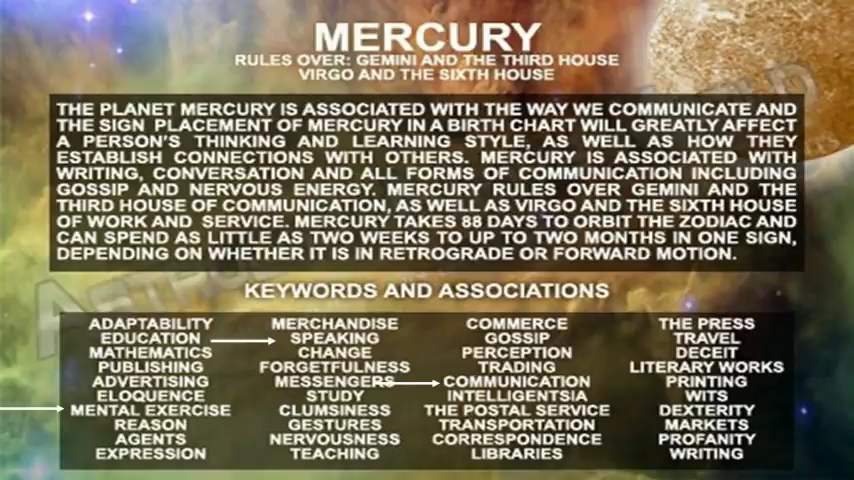 MERCURY
RULES OVER: GEMINI AND THE THIRD HOUSE
VIRGO AND THE SIXTH HOUSE
THE PLANET MERCURY IS ASSOCIATED WITH THE WAY WE COMMUNICATE AND
THE SIGN PLACEMENT OF MERCURY IN A BIRTH CHART WILL GREATLY AFFECT
A PERSON'S THINKING AND LEARNING STYLE, AS WELL AS HOW THEY
ESTABLISH CONNECTIONS WITH OTHERS. MERCURY IS ASSOCIATED WITH
WRITING, CONVERSATION AND ALL FORMS OF COMMUNICATION INCLUDING
GOSSIP AND NERVOUS ENERGY. MERCURY RULES OVER GEMINI AND THE
THIRD HOUSE OF COMMUNICATION, AS WELL AS VIRGO AND THE SIXTH HOUSE
OF WORK AND SERVICE. MERCURY TAKES 88 DAYS TO ORBIT THE ZODIAC AND
CAN SPEND AS LITTLE AS TWO WEEKS TO UP TO TWO MONTHS IN ONE SIGN,
DEPENDING ON WHETHER IT IS IN RETROGRADE OR FORWARD MOTION.
KEYWORDS AND ASSOCIATIONS
ADAPTABILITY MERCHANDISE COMMERCE THE PRESS
EDUCATION SPEAKING GOSSIP TRAVEL
MATHEMATICS CHANGE PERCEPTION DECEIT
PUBLISHING FORGETFULNESS TRADING LITERARY WORKS
ADVERTISING MESSENGERS COMMUNICATION PRINTING
ELOQUENCE STUDY INTELLIGENTSIA WITS
MENTAL EXERCISE CLUMSINESS THE POSTAL SERVICE DEXTERITY
REASON GESTURES TRANSPORTATION MARKETS
AGENTS NERVOUSNESS CORRESPONDENCE PROFANITY
EXPRESSION TEACHING LIBRARIES WRITING